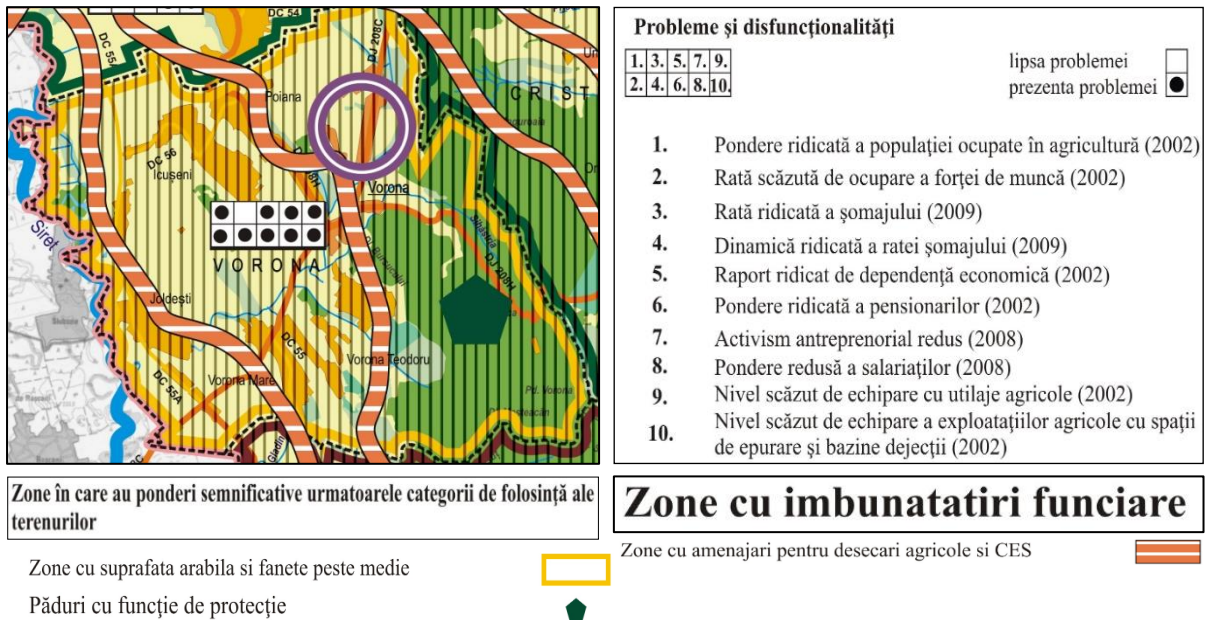 DC 54
DC 55A
DJ 208C
Poiana
CRIST
DC 56
Icușeni
Vorona
Siret
VORONA
Sihăstria
DJ 208H
Joldești
DC 55
Vorona Teodoru
Vorona Mare
DC 55A
Pd. Vorona
Probleme și disfuncționalități
1. 3. 5. 7. 9.
2. 4. 6. 8. 10.
lipsa problemei
prezenta problemei
1. Pondere ridicată a populației ocupate în agricultură (2002)
2. Rată scăzută de ocupare a forței de muncă (2002)
3. Rată ridicată a șomajului (2009)
4. Dinamică ridicată a ratei șomajului (2009)
5. Raport ridicat de dependență economică (2002)
6. Pondere ridicată a pensionarilor (2002)
7. Activism antreprenorial redus (2008)
8. Pondere redusă a salariaților (2008)
9. Nivel scăzut de echipare cu utilaje agricole (2002)
10. Nivel scăzut de echipare a exploatațiilor agricole cu spații
de epurare și bazine dejecții (2002)
Zone în care au ponderi semnificative urmatoarele categorii de folosință ale
terenurilor
Zone cu suprafata arabila si fanete peste medie
Păduri cu funcție de protecție
Zone cu imbunatatiri funciare
Zone cu amenajari pentru desecari agricole si CES